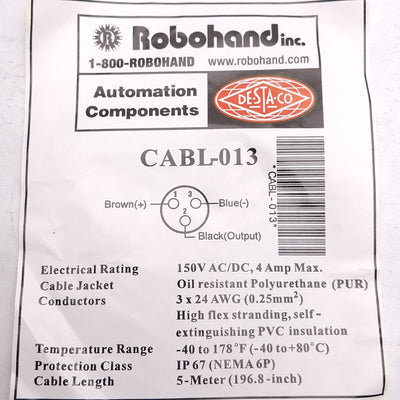 ® Robohand inc.
1-800-ROBOHAND www.robohand.com
Automation Components
DE-STA-CO
CABL-013
*CABL-013*
1 3
Brown(+) Blue(-)
2
Black(Output)
Electrical Rating 150V AC/DC, 4 Amp Max.
Cable Jacket Oil resistant Polyurethane (PUR)
Conductors 3 x 24 AWG (0.25mm²)
High flex stranding, self-
extinguishing PVC insulation
Temperature Range -40 to 178°F (-40 to+80°C)
Protection Class IP 67 (NEMA 6P)
Cable Length 5-Meter (196.8-inch)